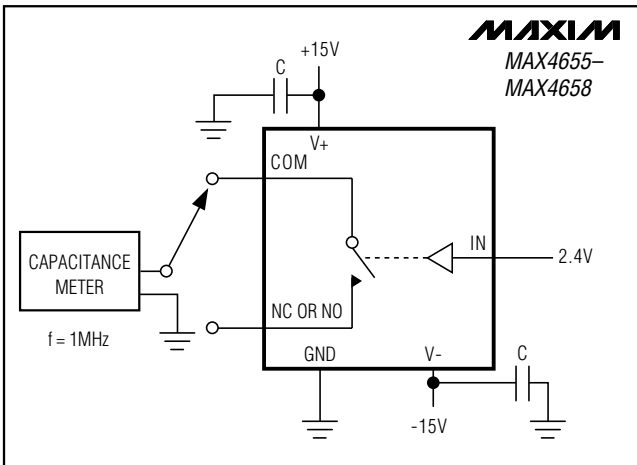 MAXIM
MAX4655–
MAX4658
+15V
C
V+
COM
IN
2.4V
CAPACITANCE
METER
NC OR NO
f = 1MHz
GND
V-
C
-15V